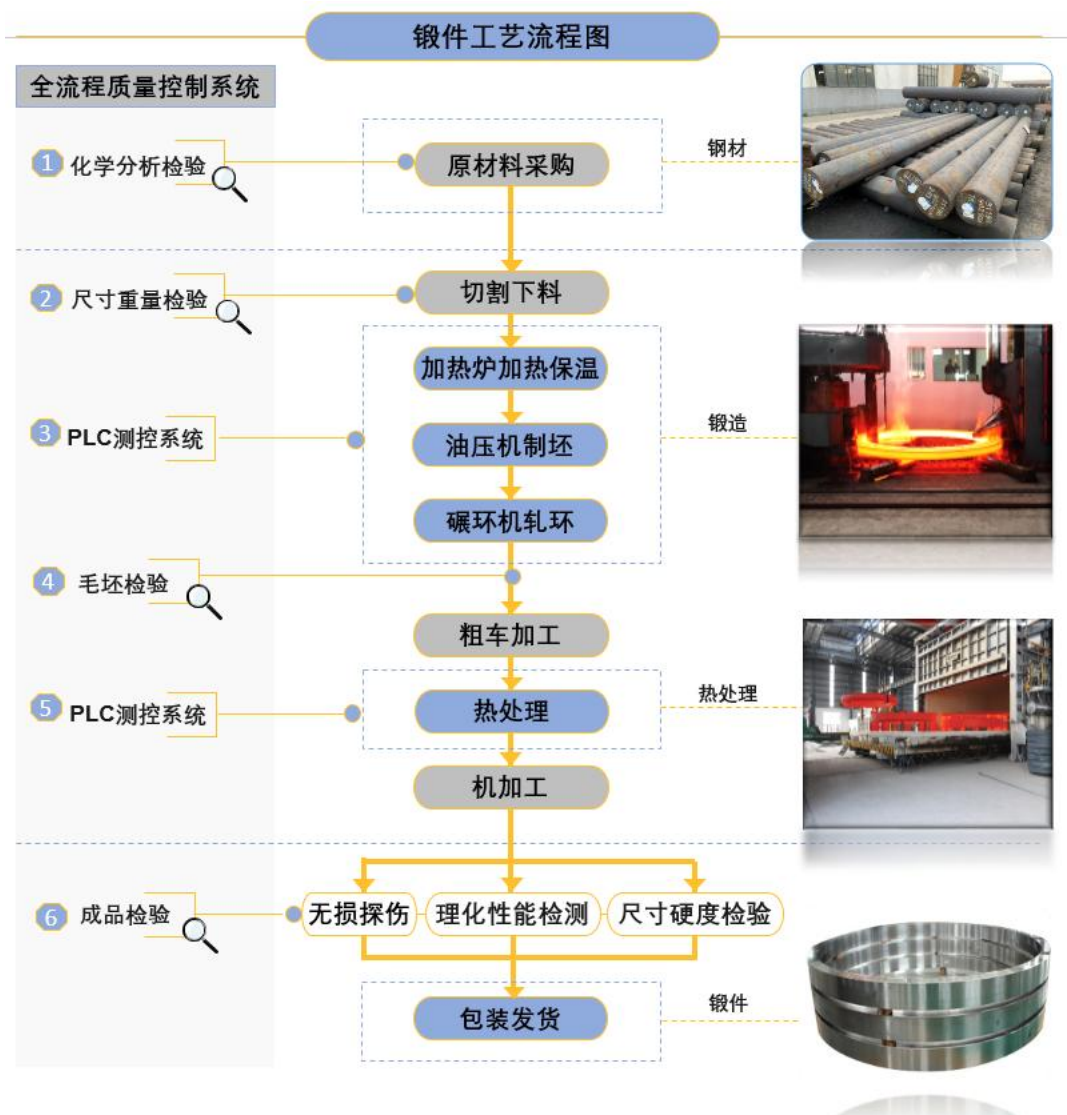 锻件工艺流程图
全流程质量控制系统
1 化学分析检验
原材料采购
钢材
2 尺寸重量检验
切割下料
加热炉加热保温
3 PLC测控系统
油压机制坯
锻造
碾环机轧环
4 毛坯检验
粗车加工
5 PLC测控系统
热处理
热处理
机加工
6 成品检验
无损探伤
理化性能检测
尺寸硬度检验
包装发货
锻件